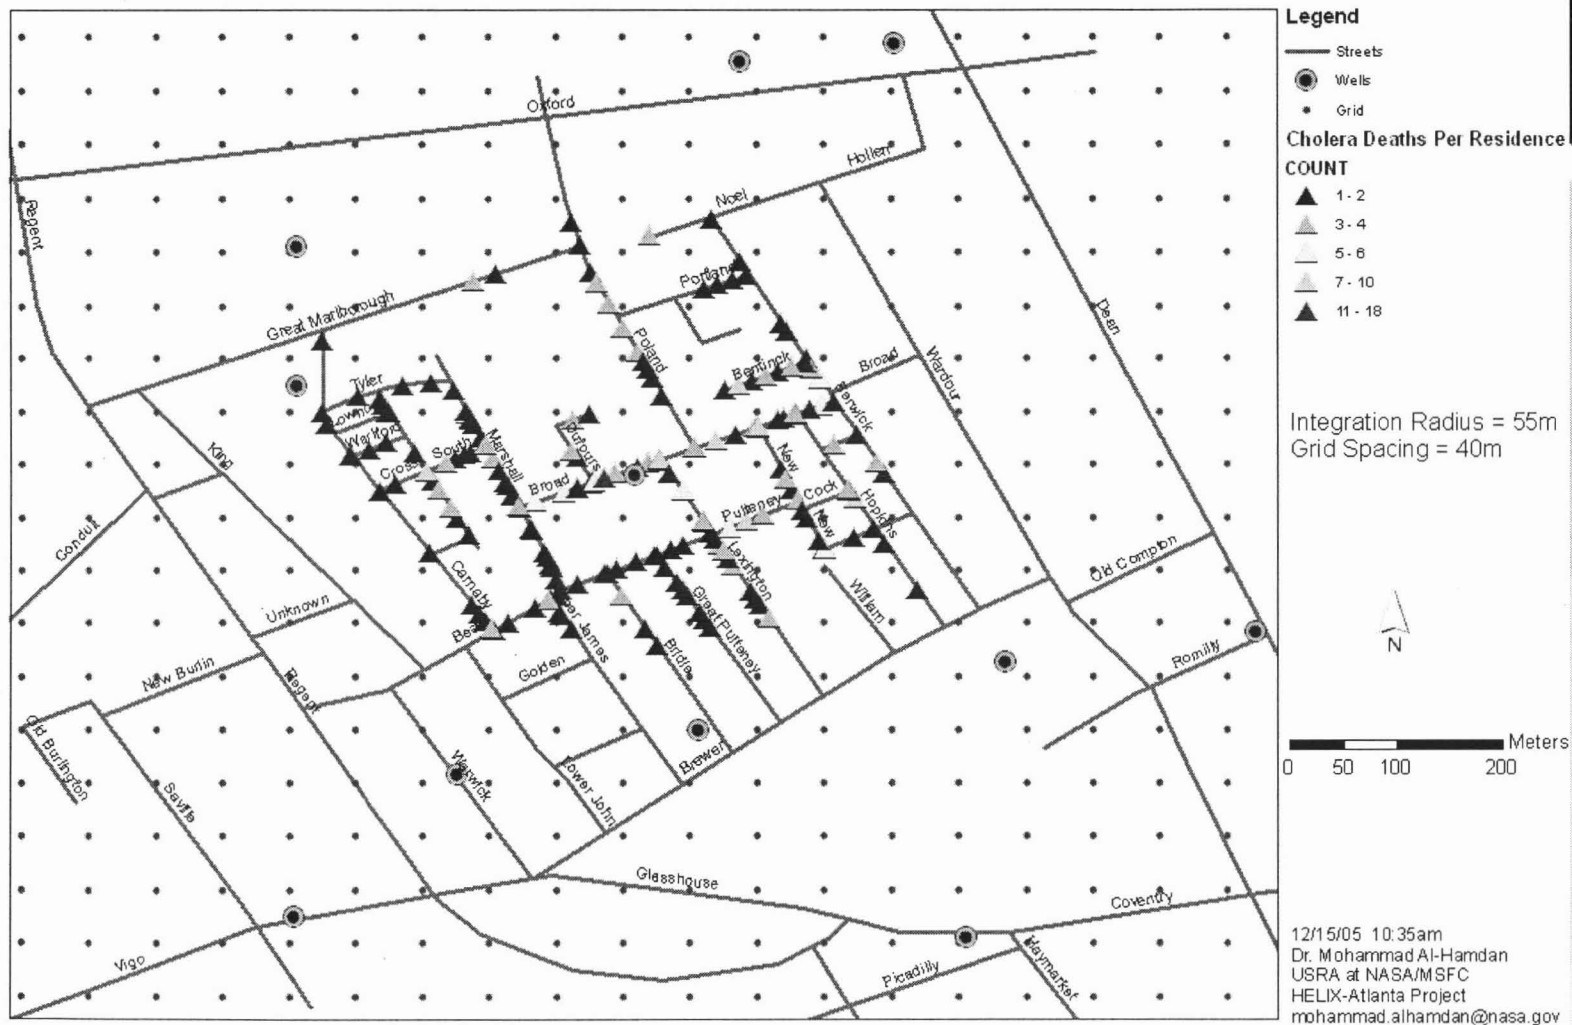 Legend
Streets
Wells
Grid
Cholera Deaths Per Residence
COUNT
1 - 2
3 - 4
5 - 6
7 - 10
11 - 18
Integration Radius = 55m
Grid Spacing = 40m
N
Meters
0 50 100 200
12/15/05 10:35am
Dr. Mohammad Al-Hamdan
USRA at NASA/MSFC
HELIX-Atlanta Project
mohammad.alhamdan@nasa.gov
Oxford
Hollen
Noel
Regent
Portland
Great Marlborough
Dean
Poland
Bentinck
Broad
Wardour
Tyler
Berwick
King
South
Marshall
Dufours
Cross
New
Broad
Cock
Pulteney
Hopkins
New
Conduit
Lexington
Old Compton
Carnaby
William
Unknown
Great Pulteney
James
Bridle
Golden
Romilly
New Burlin
Regent
Old Burlington
Brewer
Warwick
Lower John
Saville
Glasshouse
Coventry
Vigo
Picadilly
Haymarket